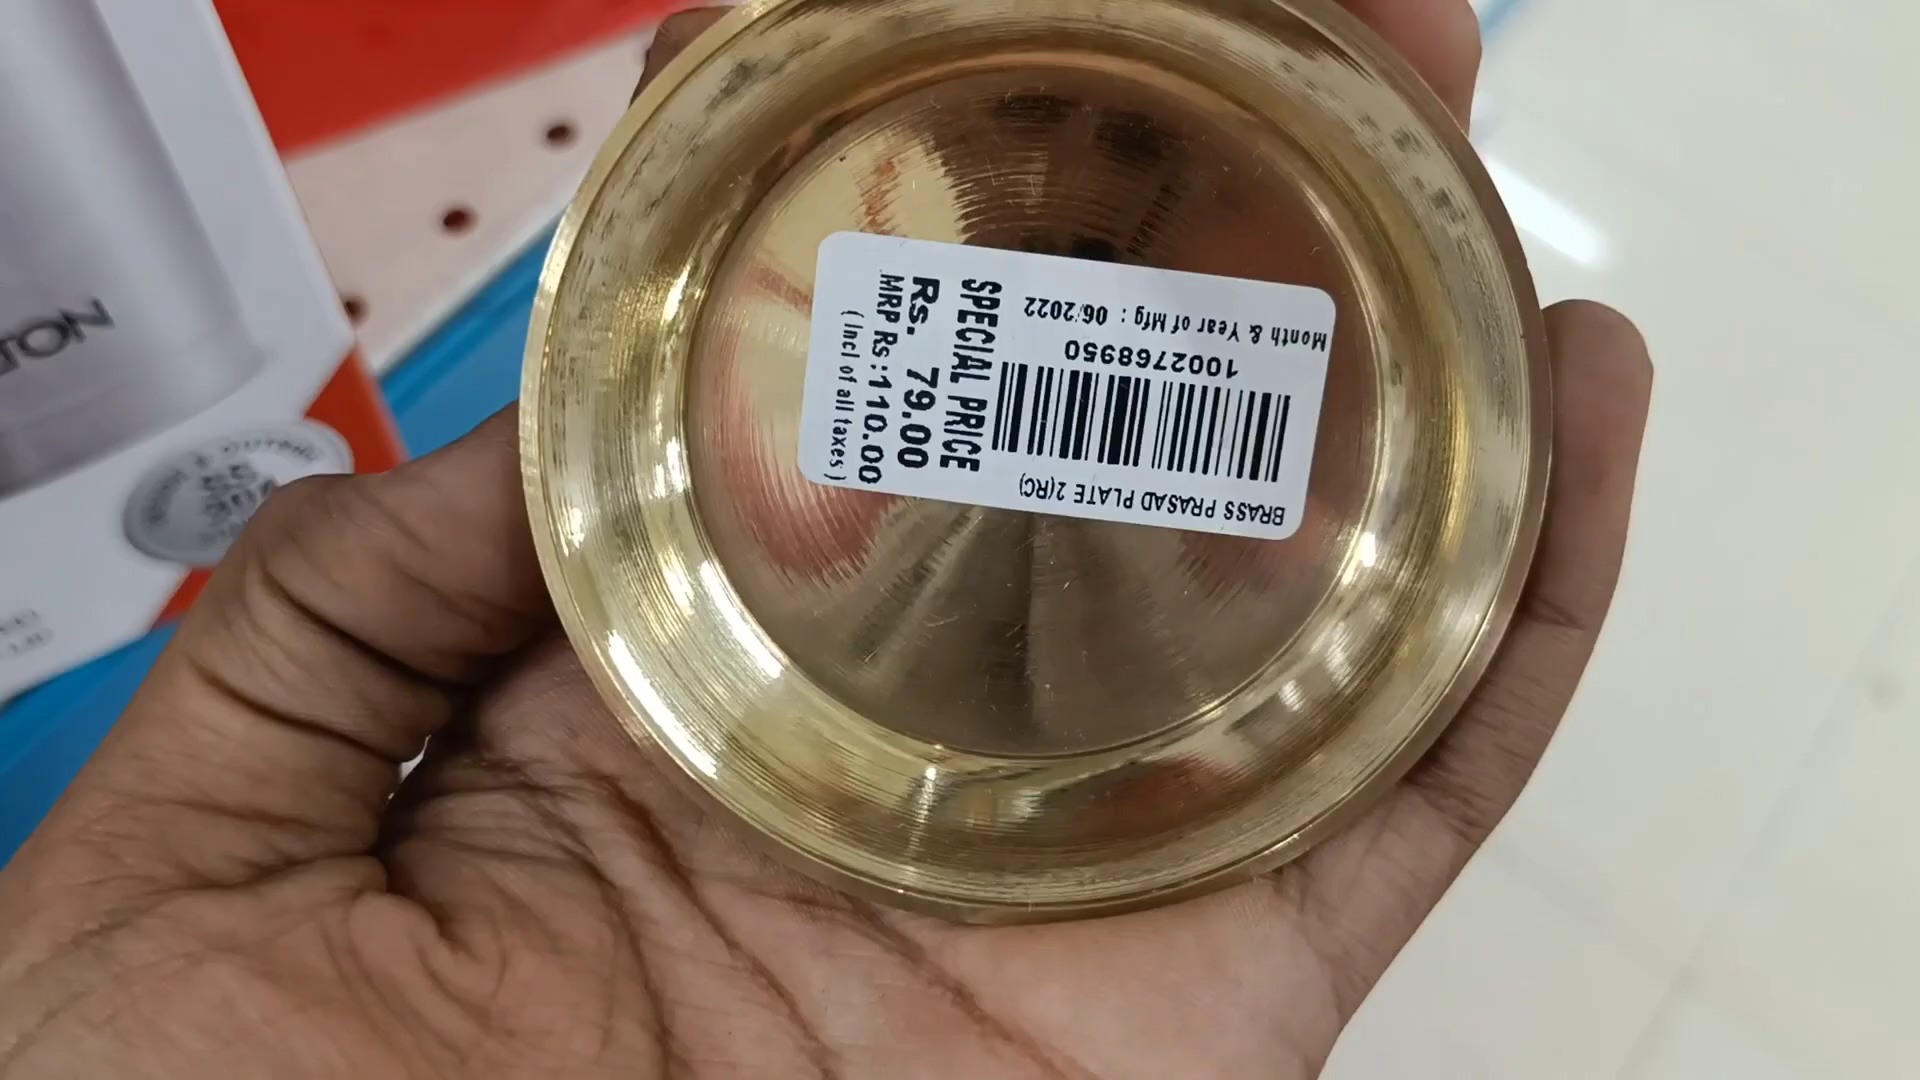 BRASS PRASAD PLATE 2(RC)
1002768950
Month & Year of Mfg : 06/2022
SPECIAL PRICE
Rs. 79.00
MRP Rs:110.00
(Incl of all taxes)
TON